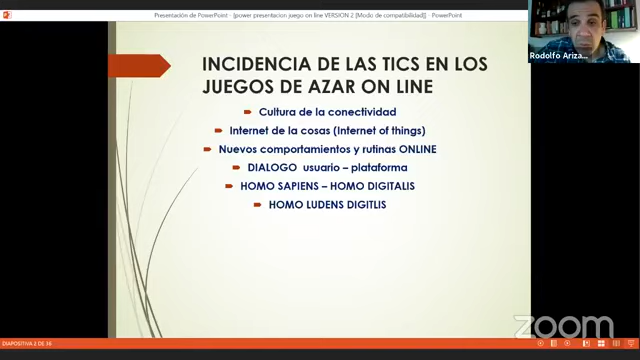 Presentación de PowerPoint - [power presentacion juego on line VERSION 2 [Modo de compatibilidad]] - PowerPoint
Rodolfo Ariza...
INCIDENCIA DE LAS TICS EN LOS
JUEGOS DE AZAR ON LINE
Cultura de la conectividad
Internet de la cosas (Internet of things)
Nuevos comportamientos y rutinas ONLINE
DIALOGO usuario – plataforma
HOMO SAPIENS – HOMO DIGITALIS
HOMO LUDENS DIGITLIS
zoom
DIAPOSITIVA 2 DE 36